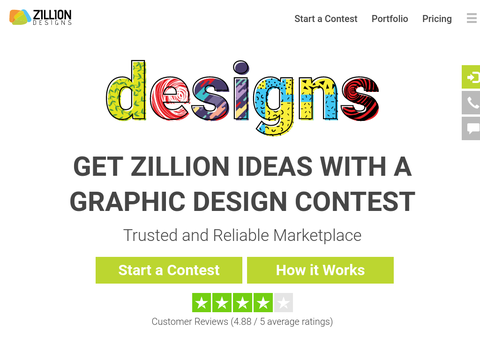 ZILLION
DESIGNS
Start a Contest
Portfolio
Pricing
designs
GET ZILLION IDEAS WITH A
GRAPHIC DESIGN CONTEST
Trusted and Reliable Marketplace
Start a Contest
How it Works
Customer Reviews (4.88 / 5 average ratings)